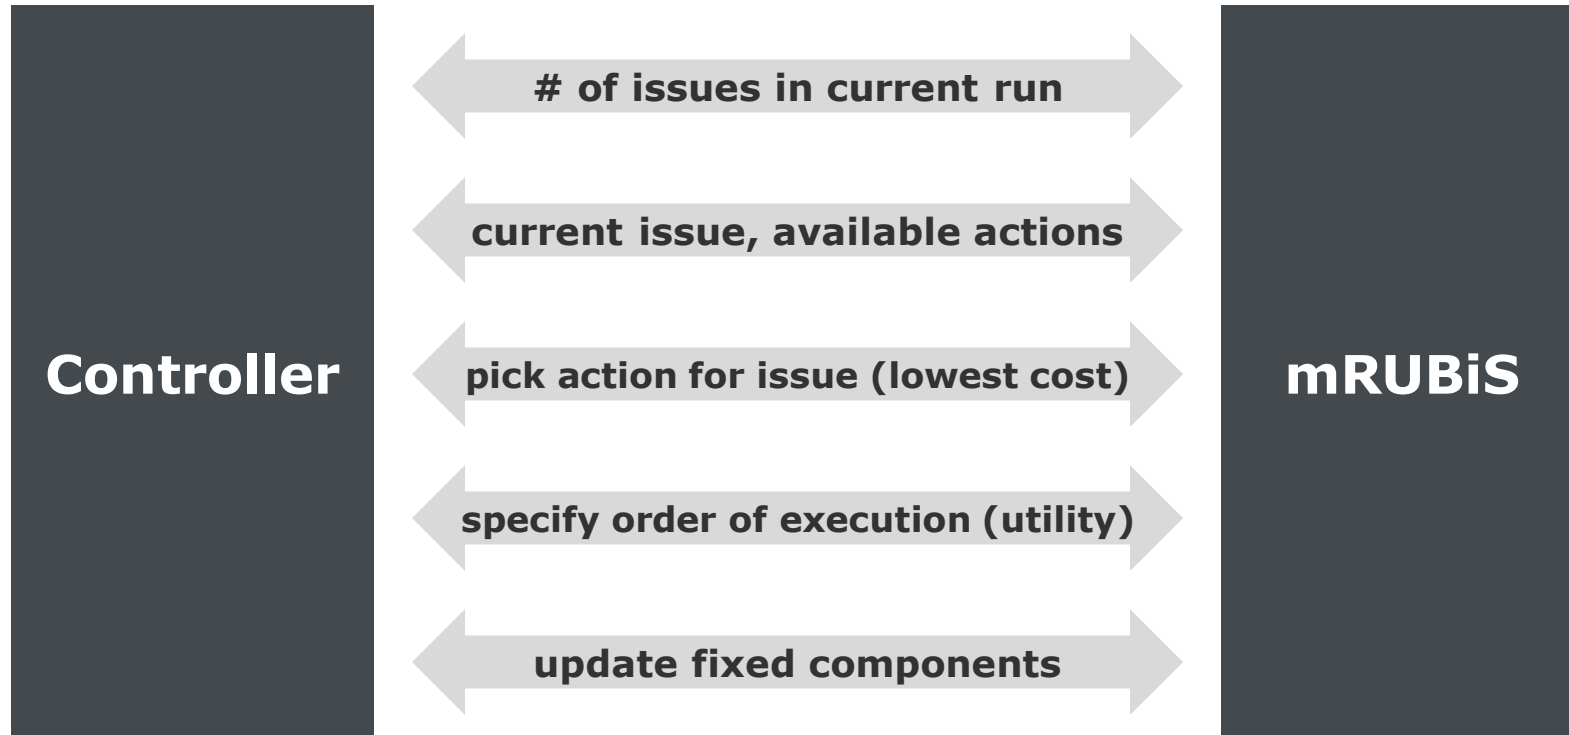 # of issues in current run
current issue, available actions
Controller
pick action for issue (lowest cost)
mRUBiS
specify order of execution (utility)
update fixed components